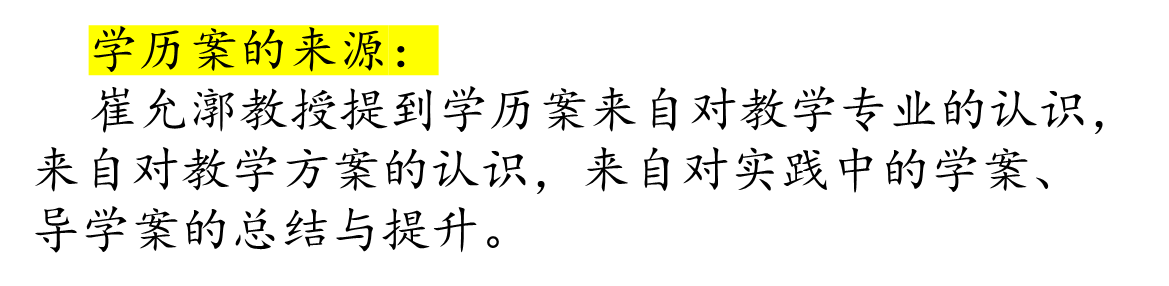 学历案的来源：
崔允漷教授提到学历案来自对教学专业的认识，
来自对教学方案的认识，来自对实践中的学案、
导学案的总结与提升。